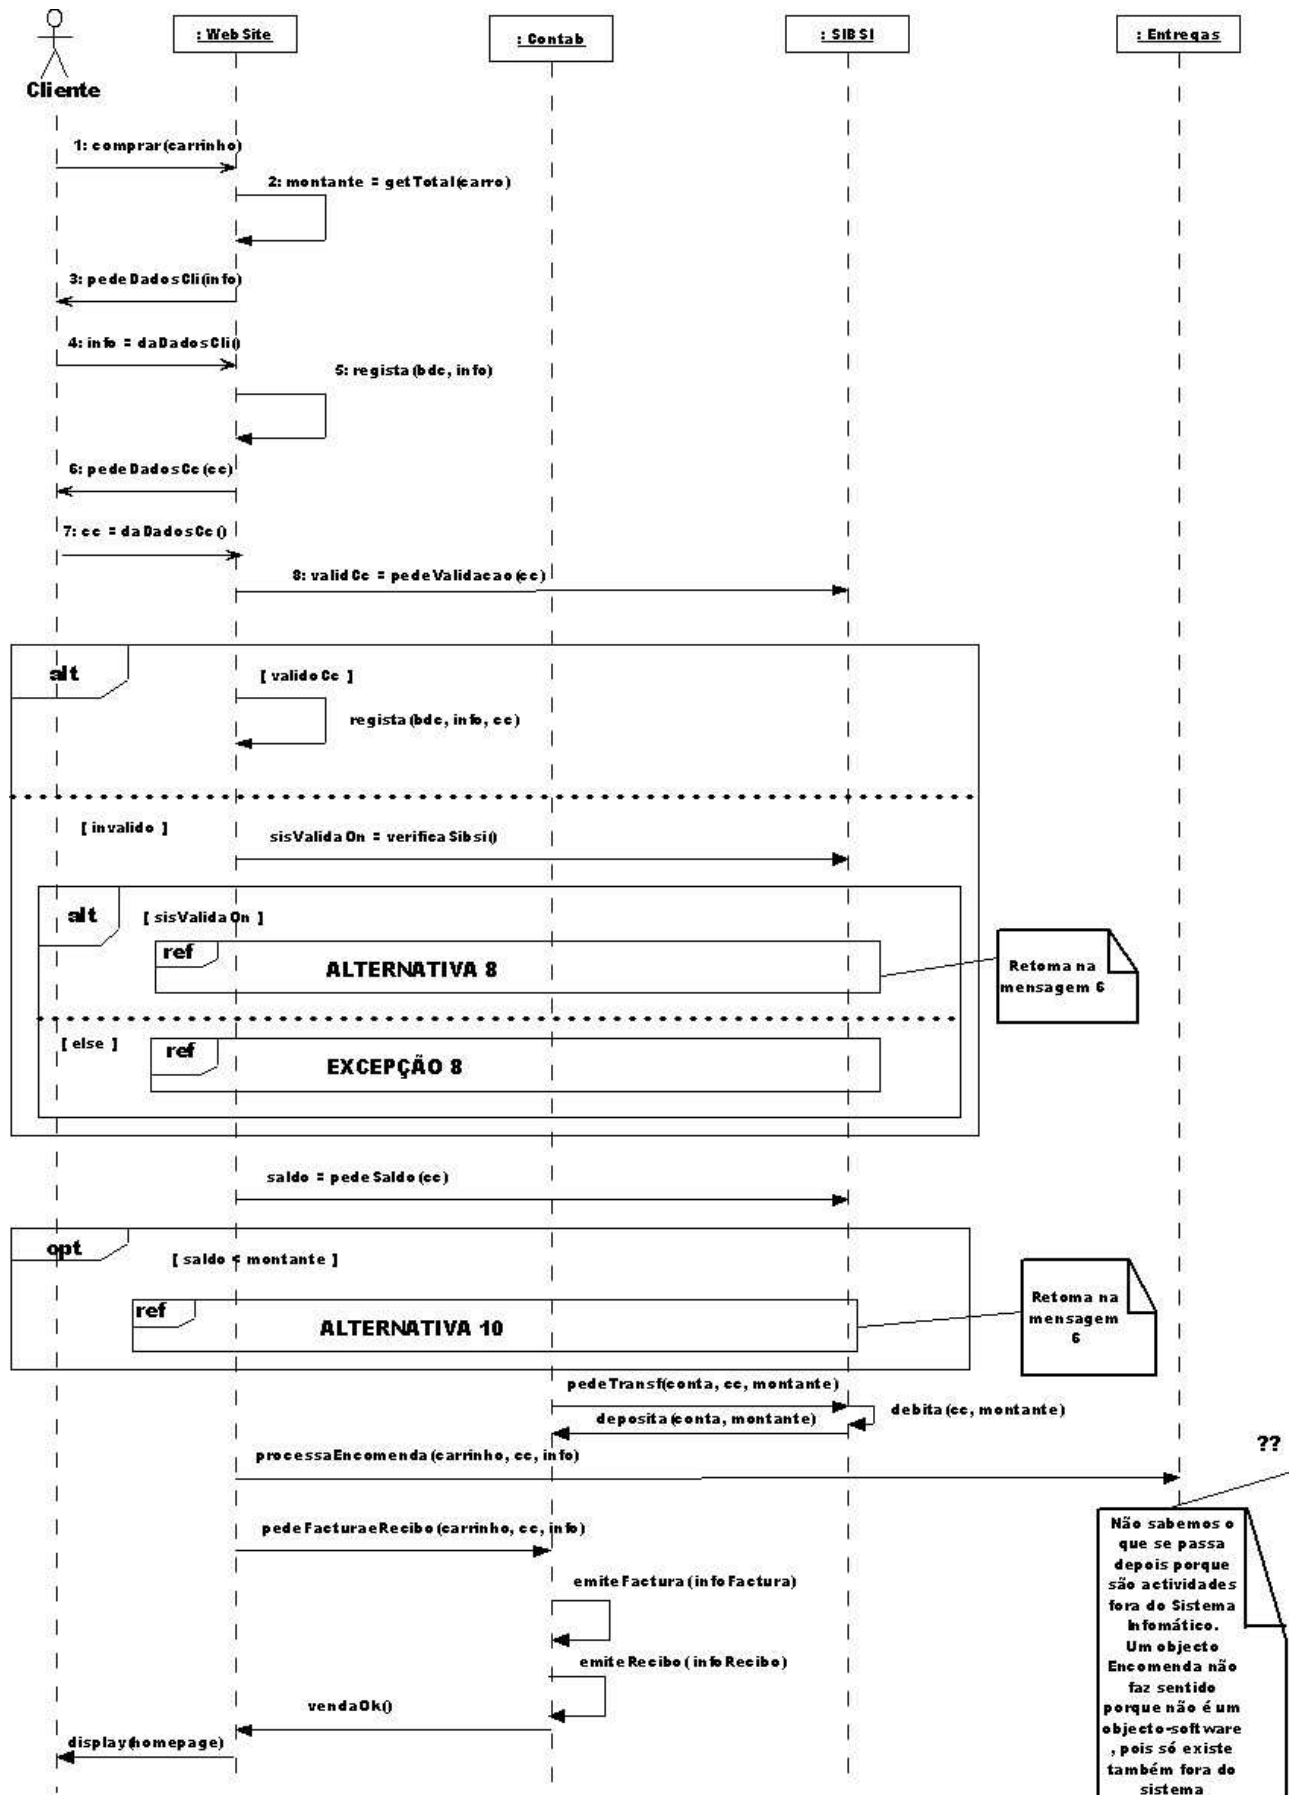 : WebSite
: Contab
: SIBSI
: Entregas
Cliente
1: comprar(carrinho)
2: montante = getTotal(carro)
3: pedeDadosCli(info)
4: info = daDadosCli()
5: regista(bdc, info)
6: pedeDadosCc(cc)
7: cc = daDadosCc()
8: validCc = pedeValidacao(cc)
alt
[ validoCc ]
regista(bdc, info, cc)
[ invalido ]
sisValidaOn = verificaSibsi()
alt
[ sisValidaOn ]
ref
ALTERNATIVA 8
Retoma na
mensagem 6
[ else ]
ref
EXCEPÇÃO 8
saldo = pedeSaldo(cc)
opt
[ saldo < montante ]
ref
ALTERNATIVA 10
Retoma na
mensagem
6
pedeTransf(conta, cc, montante)
debita(cc, montante)
deposita(conta, montante)
processaEncomenda(carrinho, cc, info)
??
pedeFacturaeRecibo(carrinho, cc, info)
emiteFactura(infoFactura)
emiteRecibo(infoRecibo)
vendaOk()
display(homepage)
Não sabemos o
que se passa
depois porque
são actividades
fora do Sistema
Infomático.
Um objecto
Encomenda não
faz sentido
porque não é um
objecto-software
, pois só existe
também fora do
sistema